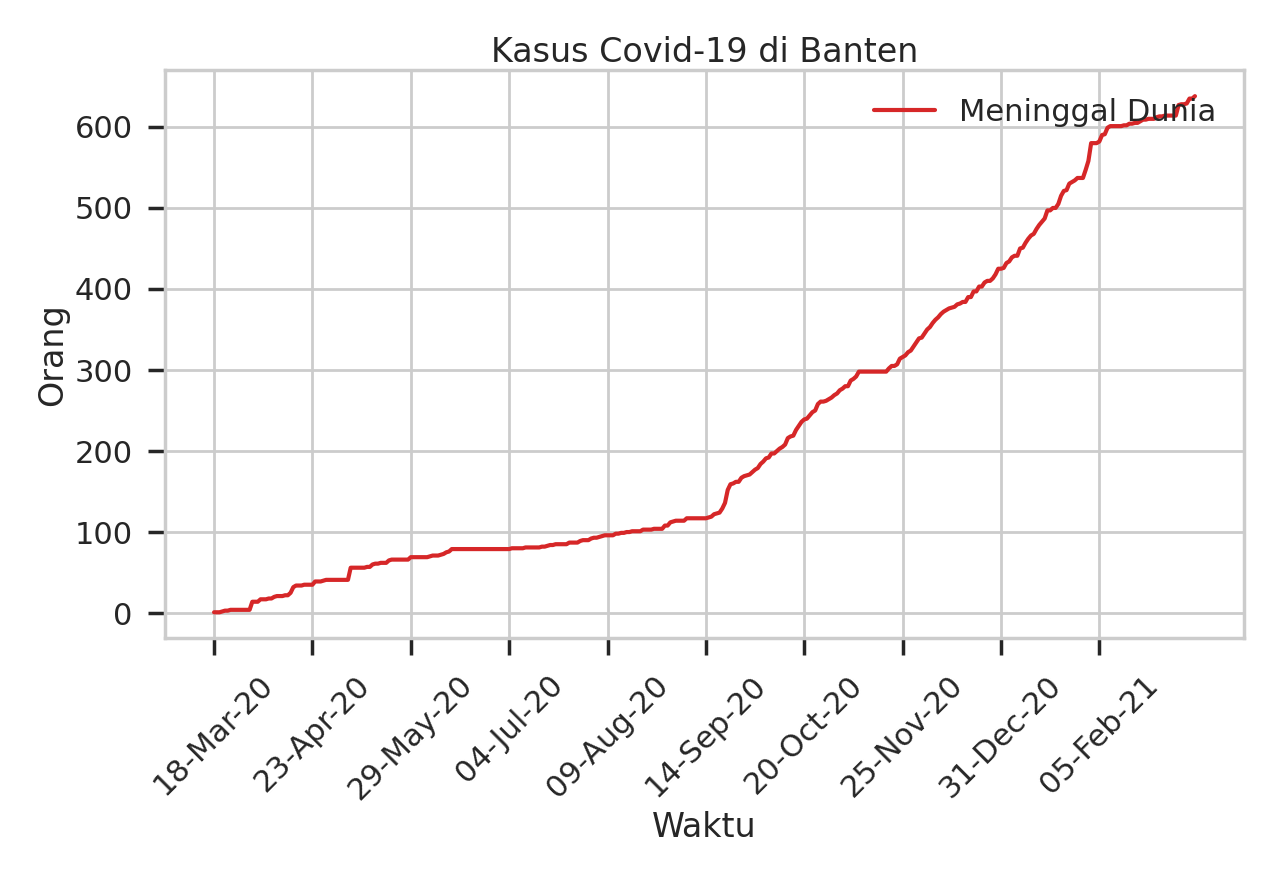 Kasus Covid-19 di Banten
Meninggal Dunia
Orang
600
500
400
300
200
100
0
18-Mar-20
23-Apr-20
29-May-20
04-Jul-20
09-Aug-20
14-Sep-20
20-Oct-20
25-Nov-20
31-Dec-20
05-Feb-21
Waktu